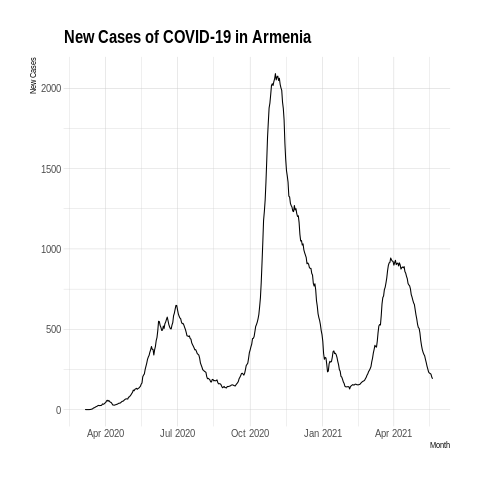 New Cases of COVID-19 in Armenia
New Cases
2000
1500
1000
500
0
Apr 2020 Jul 2020 Oct 2020 Jan 2021 Apr 2021
Month